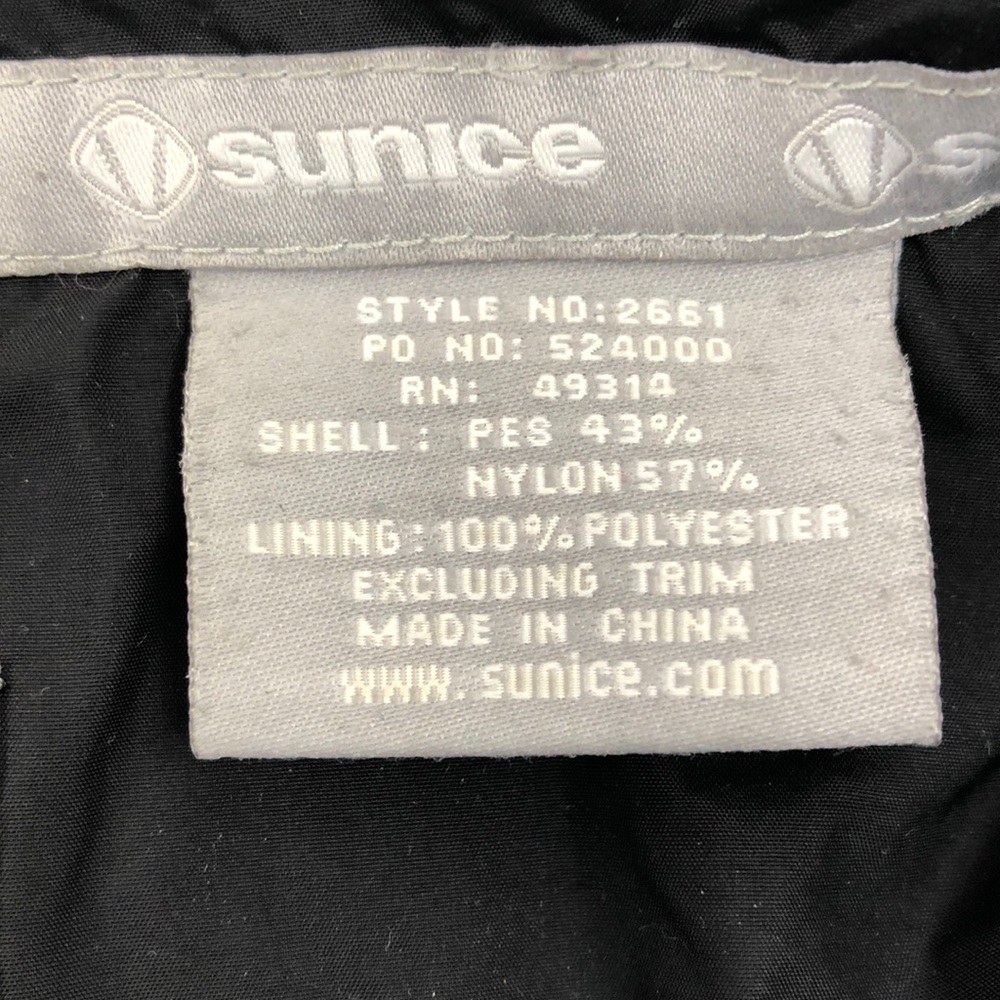 sunice s
STYLE NO:2661
PO NO: 524000
RN: 49314
SHELL: PES 43%
NYLON 57%
LINING:100% POLYESTER
EXCLUDING TRIM
MADE IN CHINA
www.sunice.com